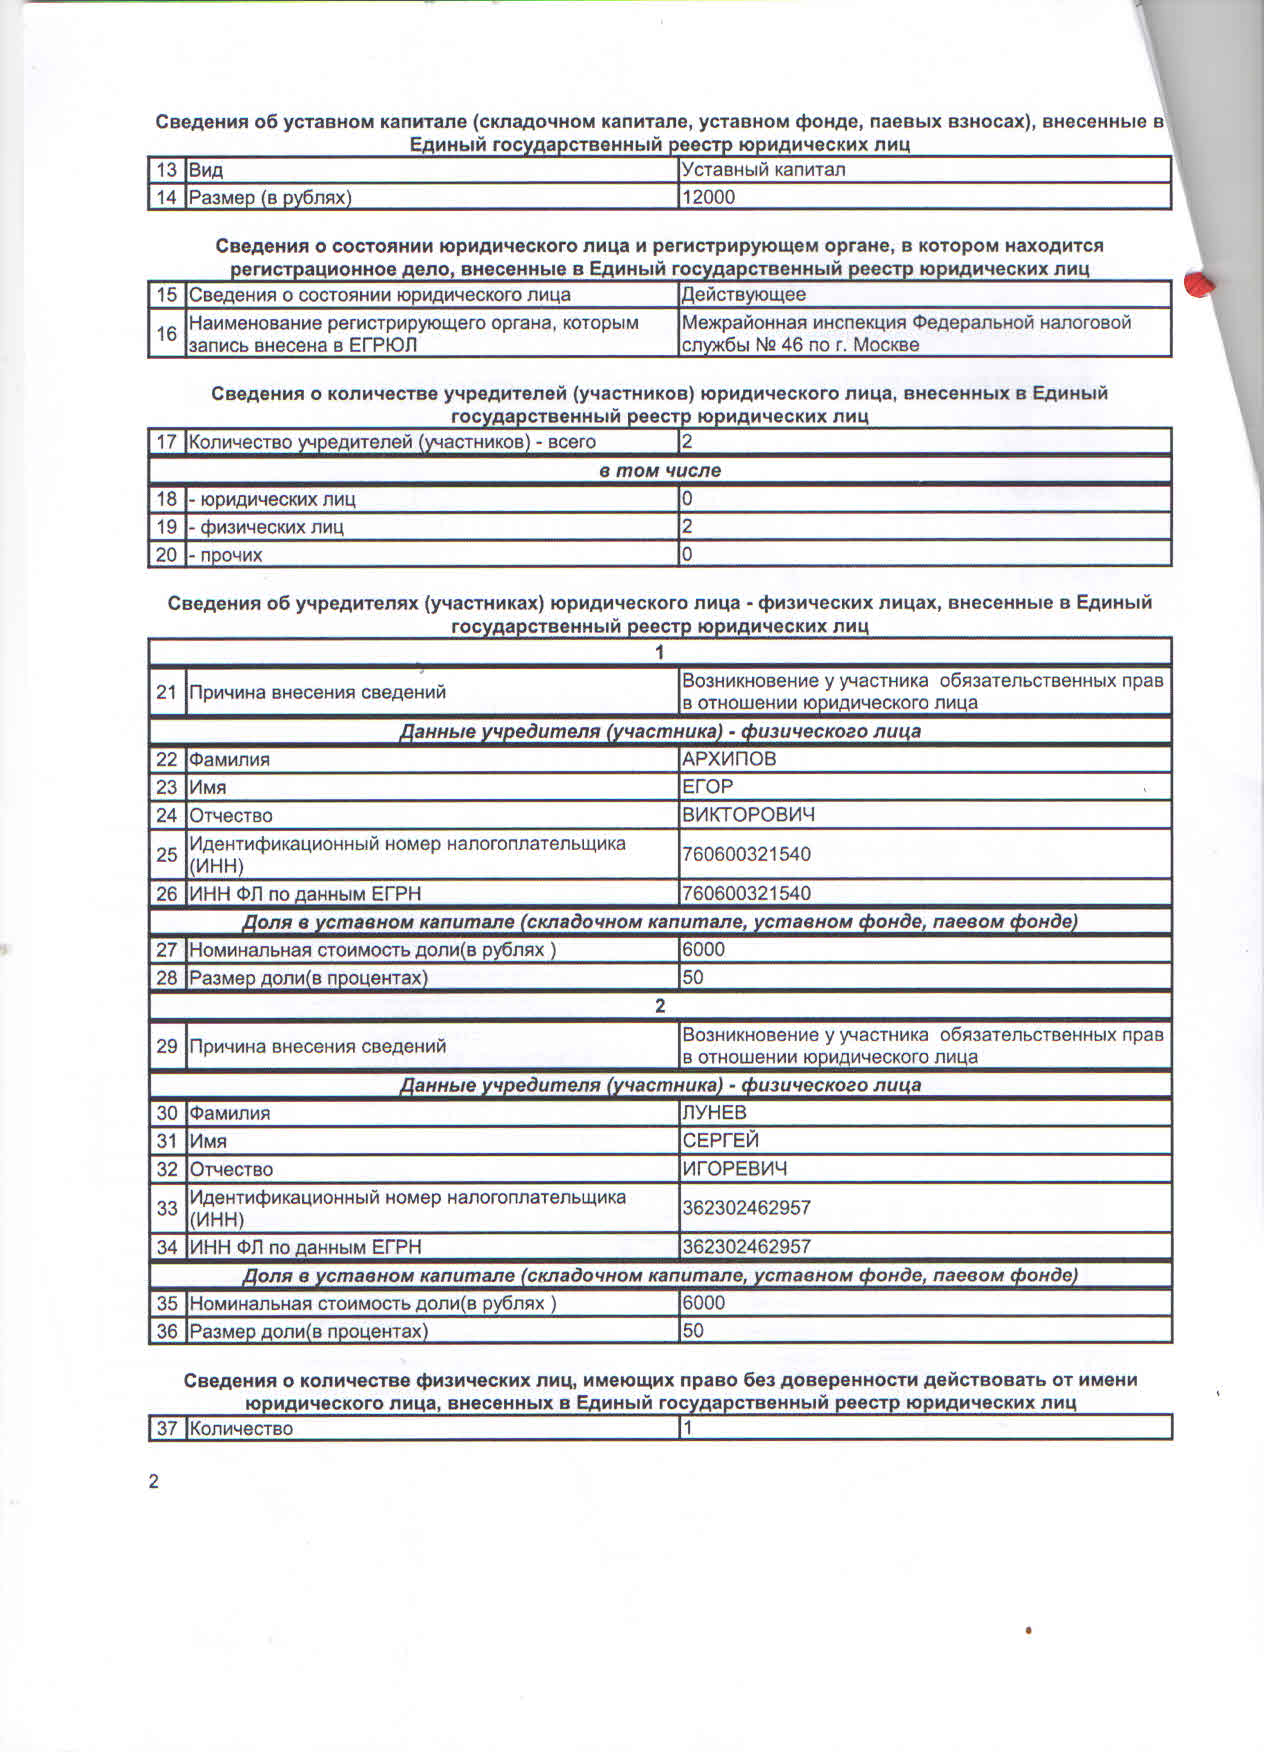 Сведения об уставном капитале (складочном капитале, уставном фонде, паевых взносах), внесенные в
Единый государственный реестр юридических лиц
13 Вид Уставный капитал
14 Размер (в рублях) 12000
Сведения о состоянии юридического лица и регистрирующем органе, в котором находится
регистрационное дело, внесенные в Единый государственный реестр юридических лиц
15 Сведения о состоянии юридического лица Действующее
16 Наименование регистрирующего органа, которым
запись внесена в ЕГРЮЛ
Межрайонная инспекция Федеральной налоговой
службы № 46 по г. Москве
Сведения о количестве учредителей (участников) юридического лица, внесенных в Единый
государственный реестр юридических лиц
17 Количество учредителей (участников) - всего 2
в том числе
18 - юридических лиц 0
19 - физических лиц 2
20 - прочих 0
Сведения об учредителях (участниках) юридического лица - физических лицах, внесенные в Единый
государственный реестр юридических лиц
1
21 Причина внесения сведений
Возникновение у участника обязательственных прав
в отношении юридического лица
Данные учредителя (участника) - физического лица
22 Фамилия АРХИПОВ
23 Имя ЕГОР
24 Отчество ВИКТОРОВИЧ
25 Идентификационный номер налогоплательщика
(ИНН)
760600321540
26 ИНН ФЛ по данным ЕГРН 760600321540
Доля в уставном капитале (складочном капитале, уставном фонде, паевом фонде)
27 Номинальная стоимость доли(в рублях ) 6000
28 Размер доли(в процентах) 50
2
29 Причина внесения сведений
Возникновение у участника обязательственных прав
в отношении юридического лица
Данные учредителя (участника) - физического лица
30 Фамилия ЛУНЕВ
31 Имя СЕРГЕЙ
32 Отчество ИГОРЕВИЧ
33 Идентификационный номер налогоплательщика
(ИНН)
362302462957
34 ИНН ФЛ по данным ЕГРН 362302462957
Доля в уставном капитале (складочном капитале, уставном фонде, паевом фонде)
35 Номинальная стоимость доли(в рублях ) 6000
36 Размер доли(в процентах) 50
Сведения о количестве физических лиц, имеющих право без доверенности действовать от имени
юридического лица, внесенных в Единый государственный реестр юридических лиц
37 Количество 1
2